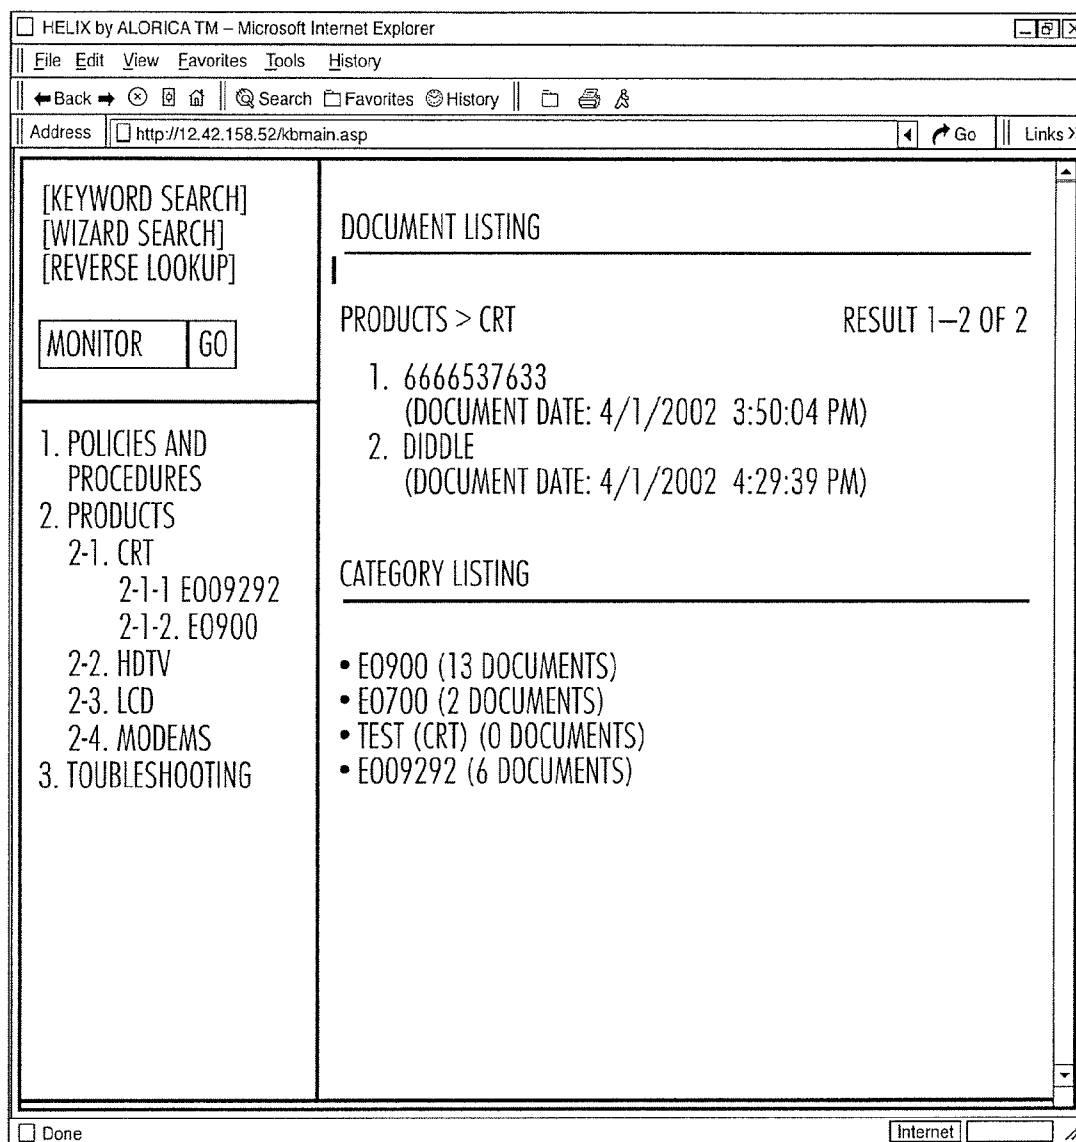 HELIX by ALORICA TM – Microsoft Internet Explorer
File Edit View Favorites Tools History
Back Search Favorites History
Address http://12.42.158.52/kbmain.asp Go Links
[KEYWORD SEARCH]
[WIZARD SEARCH]
[REVERSE LOOKUP]
MONITOR GO
1. POLICIES AND
PROCEDURES
2. PRODUCTS
2-1. CRT
2-1-1 E009292
2-1-2. E0900
2-2. HDTV
2-3. LCD
2-4. MODEMS
3. TOUBLESHOOTING
DOCUMENT LISTING
PRODUCTS > CRT RESULT 1–2 OF 2
1. 6666537633
(DOCUMENT DATE: 4/1/2002 3:50:04 PM)
2. DIDDLE
(DOCUMENT DATE: 4/1/2002 4:29:39 PM)
CATEGORY LISTING
• E0900 (13 DOCUMENTS)
• E0700 (2 DOCUMENTS)
• TEST (CRT) (0 DOCUMENTS)
• E009292 (6 DOCUMENTS)
Done Internet